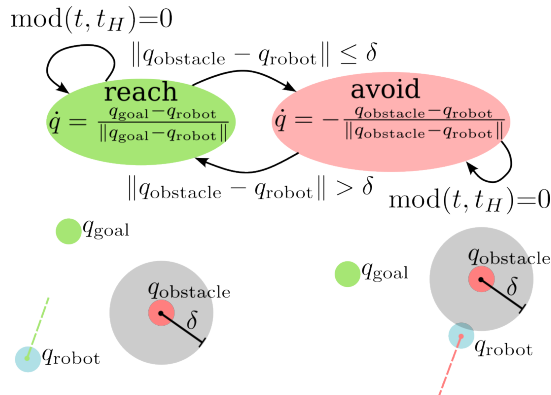 mod(t, t_H)=0
‖q_obstacle − q_robot‖ ≤ δ
reach
q̇ = (q_goal − q_robot) / ‖q_goal − q_robot‖
avoid
q̇ = − (q_obstacle − q_robot) / ‖q_obstacle − q_robot‖
‖q_obstacle − q_robot‖ > δ
mod(t, t_H)=0
q_goal
q_obstacle
δ
q_robot
q_obstacle
q_goal
δ
q_robot